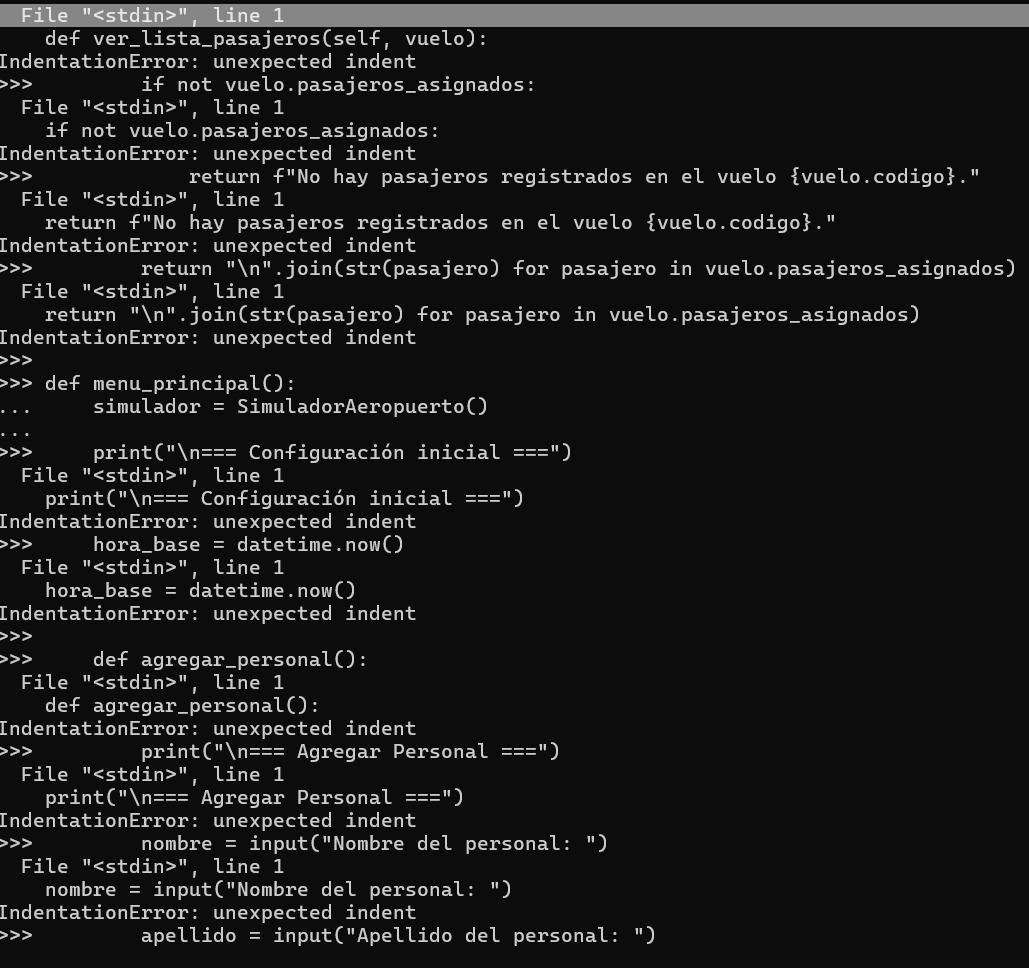 File "<stdin>", line 1
    def ver_lista_pasajeros(self, vuelo):
IndentationError: unexpected indent
>>>         if not vuelo.pasajeros_asignados:
  File "<stdin>", line 1
    if not vuelo.pasajeros_asignados:
IndentationError: unexpected indent
>>>             return f"No hay pasajeros registrados en el vuelo {vuelo.codigo}."
  File "<stdin>", line 1
    return f"No hay pasajeros registrados en el vuelo {vuelo.codigo}."
IndentationError: unexpected indent
>>>         return "\n".join(str(pasajero) for pasajero in vuelo.pasajeros_asignados)
  File "<stdin>", line 1
    return "\n".join(str(pasajero) for pasajero in vuelo.pasajeros_asignados)
IndentationError: unexpected indent
>>>
>>> def menu_principal():
...     simulador = SimuladorAeropuerto()
...
>>>     print("\n=== Configuración inicial ===")
  File "<stdin>", line 1
    print("\n=== Configuración inicial ===")
IndentationError: unexpected indent
>>>     hora_base = datetime.now()
  File "<stdin>", line 1
    hora_base = datetime.now()
IndentationError: unexpected indent
>>>
>>>     def agregar_personal():
  File "<stdin>", line 1
    def agregar_personal():
IndentationError: unexpected indent
>>>         print("\n=== Agregar Personal ===")
  File "<stdin>", line 1
    print("\n=== Agregar Personal ===")
IndentationError: unexpected indent
>>>         nombre = input("Nombre del personal: ")
  File "<stdin>", line 1
    nombre = input("Nombre del personal: ")
IndentationError: unexpected indent
>>>         apellido = input("Apellido del personal: ")